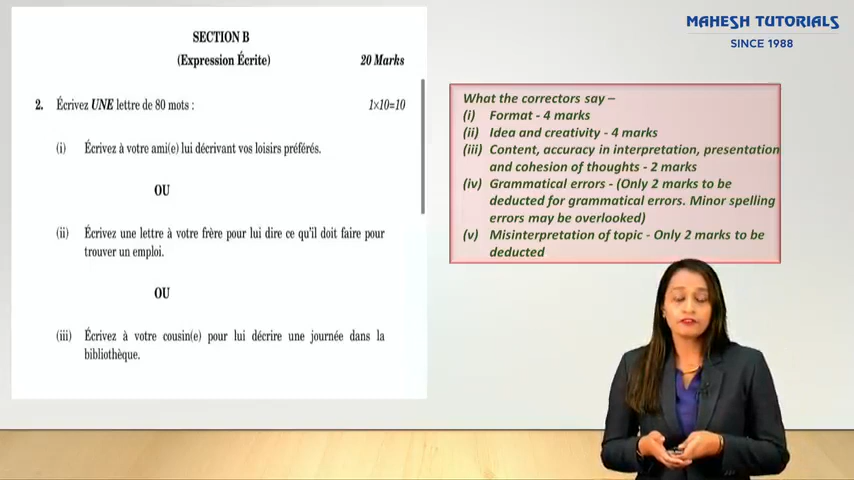 SECTION B
(Expression Écrite)
20 Marks
2. Écrivez UNE lettre de 80 mots : 1×10=10
(i) Écrivez à votre ami(e) lui décrivant vos loisirs préférés.
OU
(ii) Écrivez une lettre à votre frère pour lui dire ce qu'il doit faire pour
trouver un emploi.
OU
(iii) Écrivez à votre cousin(e) pour lui décrire une journée dans la
bibliothèque.
MAHESH TUTORIALS
SINCE 1988
What the correctors say –
(i) Format - 4 marks
(ii) Idea and creativity - 4 marks
(iii) Content, accuracy in interpretation, presentation
and cohesion of thoughts - 2 marks
(iv) Grammatical errors - (Only 2 marks to be
deducted for grammatical errors. Minor spelling
errors may be overlooked)
(v) Misinterpretation of topic - Only 2 marks to be
deducted